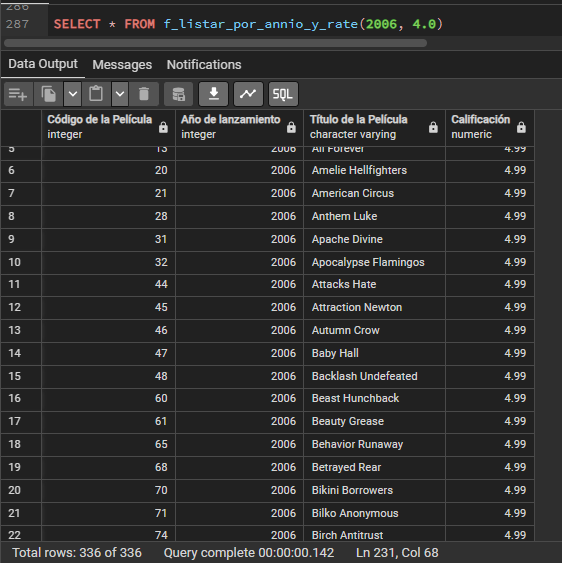 286
287 SELECT * FROM f_listar_por_annio_y_rate(2006, 4.0)
Data Output Messages Notifications
SQL
Código de la Película Año de lanzamiento Título de la Película Calificación
integer integer character varying numeric
5 13 2006 Ali Forever 4.99
6 20 2006 Amelie Hellfighters 4.99
7 21 2006 American Circus 4.99
8 28 2006 Anthem Luke 4.99
9 31 2006 Apache Divine 4.99
10 32 2006 Apocalypse Flamingos 4.99
11 44 2006 Attacks Hate 4.99
12 45 2006 Attraction Newton 4.99
13 46 2006 Autumn Crow 4.99
14 47 2006 Baby Hall 4.99
15 48 2006 Backlash Undefeated 4.99
16 60 2006 Beast Hunchback 4.99
17 61 2006 Beauty Grease 4.99
18 65 2006 Behavior Runaway 4.99
19 68 2006 Betrayed Rear 4.99
20 70 2006 Bikini Borrowers 4.99
21 71 2006 Bilko Anonymous 4.99
22 74 2006 Birch Antitrust 4.99
Total rows: 336 of 336 Query complete 00:00:00.142 Ln 231, Col 68